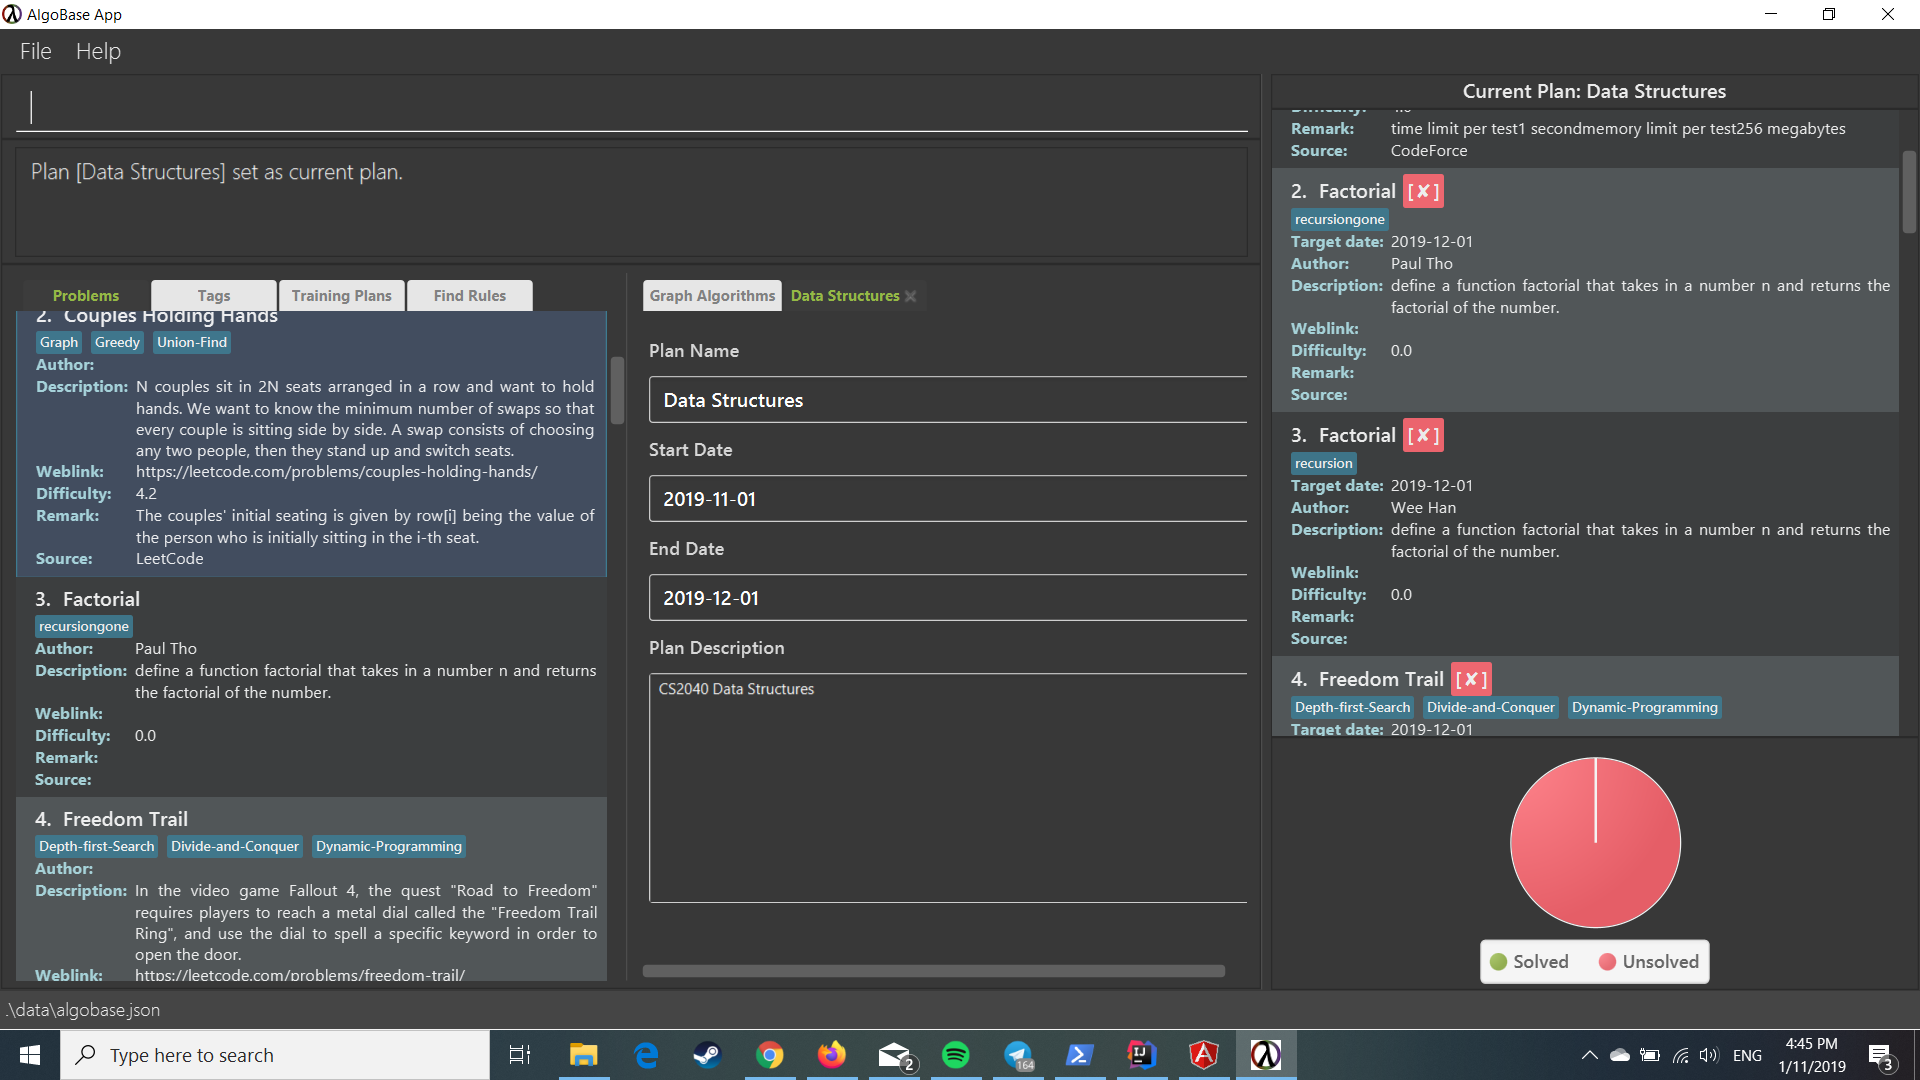 AlgoBase App
File Help
Plan [Data Structures] set as current plan.
Problems Tags Training Plans Find Rules
2. Couples Holding Hands
Graph Greedy Union-Find
Author:
Description: N couples sit in 2N seats arranged in a row and want to hold
hands. We want to know the minimum number of swaps so that
every couple is sitting side by side. A swap consists of choosing
any two people, then they stand up and switch seats.
Weblink: https://leetcode.com/problems/couples-holding-hands/
Difficulty: 4.2
Remark: The couples' initial seating is given by row[i] being the value of
the person who is initially sitting in the i-th seat.
Source: LeetCode
3. Factorial
recursiongone
Author: Paul Tho
Description: define a function factorial that takes in a number n and returns
the factorial of the number.
Weblink:
Difficulty: 0.0
Remark:
Source:
4. Freedom Trail
Depth-first-Search Divide-and-Conquer Dynamic-Programming
Author:
Description: In the video game Fallout 4, the quest "Road to Freedom"
requires players to reach a metal dial called the "Freedom Trail
Ring", and use the dial to spell a specific keyword in order to
open the door.
Weblink: https://leetcode.com/problems/freedom-trail/
Graph Algorithms Data Structures
Plan Name
Data Structures
Start Date
2019-11-01
End Date
2019-12-01
Plan Description
CS2040 Data Structures
Current Plan: Data Structures
Difficulty:
Remark: time limit per test1 secondmemory limit per test256 megabytes
Source: CodeForce
2. Factorial [✘]
recursiongone
Target date: 2019-12-01
Author: Paul Tho
Description: define a function factorial that takes in a number n and returns the
factorial of the number.
Weblink:
Difficulty: 0.0
Remark:
Source:
3. Factorial [✘]
recursion
Target date: 2019-12-01
Author: Wee Han
Description: define a function factorial that takes in a number n and returns the
factorial of the number.
Weblink:
Difficulty: 0.0
Remark:
Source:
4. Freedom Trail [✘]
Depth-first-Search Divide-and-Conquer Dynamic-Programming
Target date: 2019-12-01
Solved Unsolved
.\data\algobase.json
Type here to search
2
164
ENG
4:45 PM
1/11/2019
3